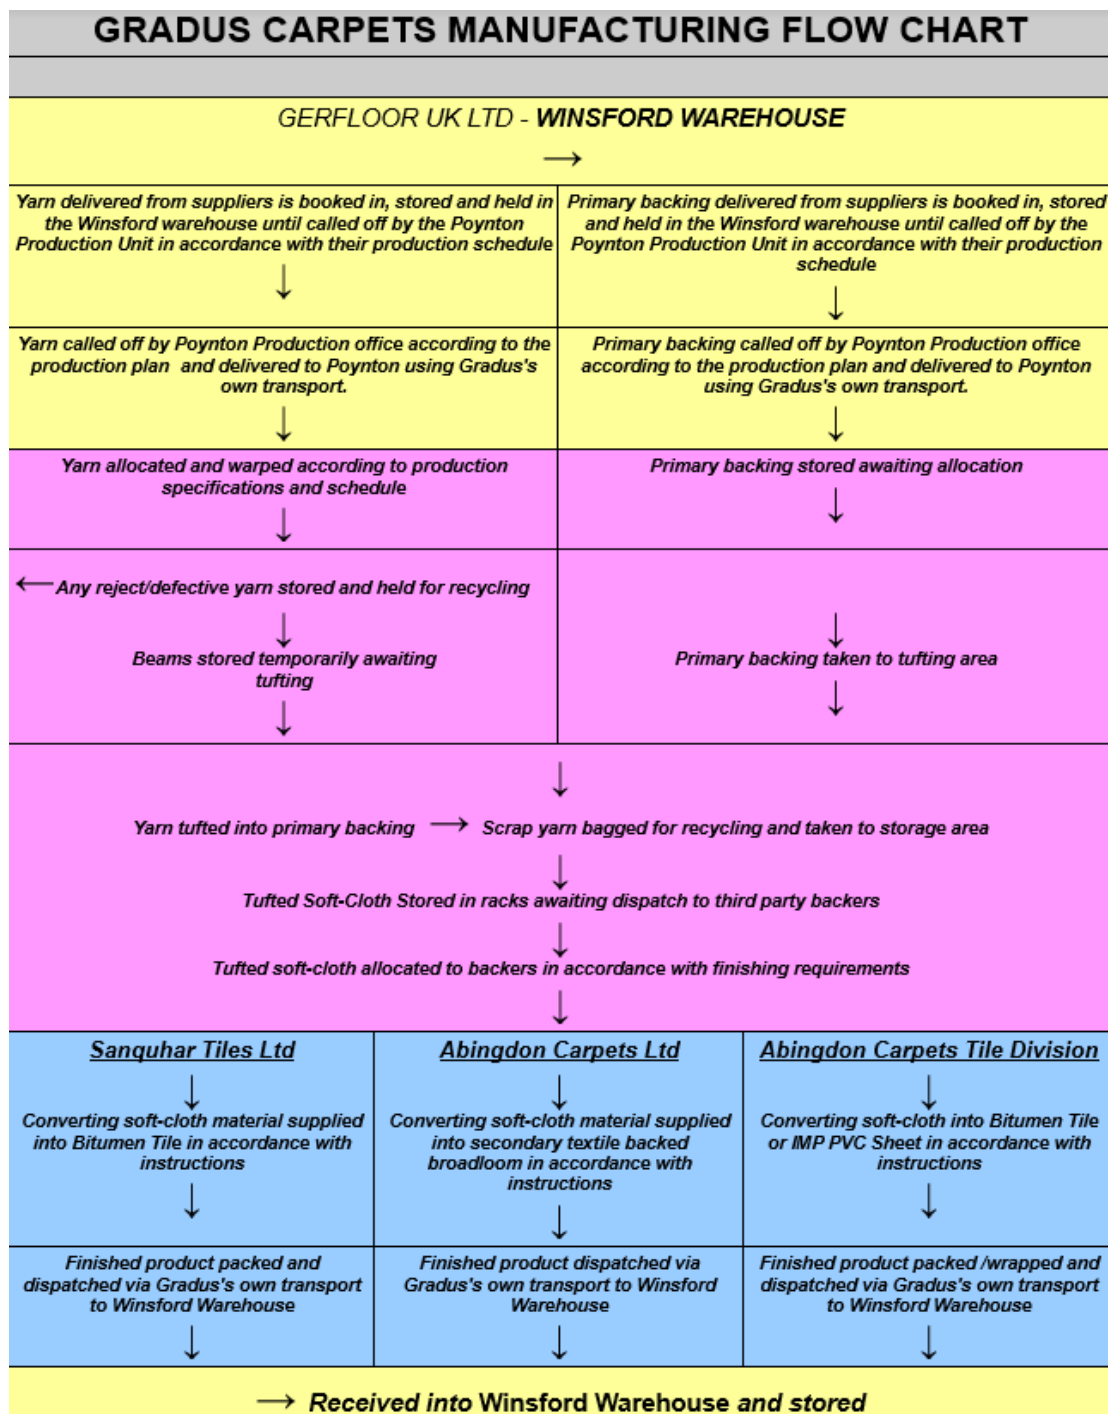 GRADUS CARPETS MANUFACTURING FLOW CHART
GERFLOOR UK LTD - WINSFORD WAREHOUSE
→
Yarn delivered from suppliers is booked in, stored and held in
the Winsford warehouse until called off by the Poynton
Production Unit in accordance with their production schedule
↓
Primary backing delivered from suppliers is booked in, stored
and held in the Winsford warehouse until called off by the
Poynton Production Unit in accordance with their production
schedule
↓
Yarn called off by Poynton Production office according to the
production plan and delivered to Poynton using Gradus's
own transport.
↓
Primary backing called off by Poynton Production office
according to the production plan and delivered to Poynton
using Gradus's own transport.
↓
Yarn allocated and warped according to production
specifications and schedule
↓
Primary backing stored awaiting allocation
↓
← Any reject/defective yarn stored and held for recycling
↓
Beams stored temporarily awaiting
tufting
↓
↓
Primary backing taken to tufting area
↓
↓
Yarn tufted into primary backing → Scrap yarn bagged for recycling and taken to storage area
↓
Tufted Soft-Cloth Stored in racks awaiting dispatch to third party backers
↓
Tufted soft-cloth allocated to backers in accordance with finishing requirements
↓
Sanquhar Tiles Ltd
↓
Converting soft-cloth material supplied
into Bitumen Tile in accordance with
instructions
↓
Abingdon Carpets Ltd
↓
Converting soft-cloth material supplied
into secondary textile backed
broadloom in accordance with
instructions
↓
Abingdon Carpets Tile Division
↓
Converting soft-cloth into Bitumen Tile
or IMP PVC Sheet in accordance with
instructions
↓
Finished product packed and
dispatched via Gradus's own transport
to Winsford Warehouse
↓
Finished product dispatched via
Gradus's own transport to Winsford
Warehouse
↓
Finished product packed /wrapped and
dispatched via Gradus's own transport
to Winsford Warehouse
↓
→ Received into Winsford Warehouse and stored